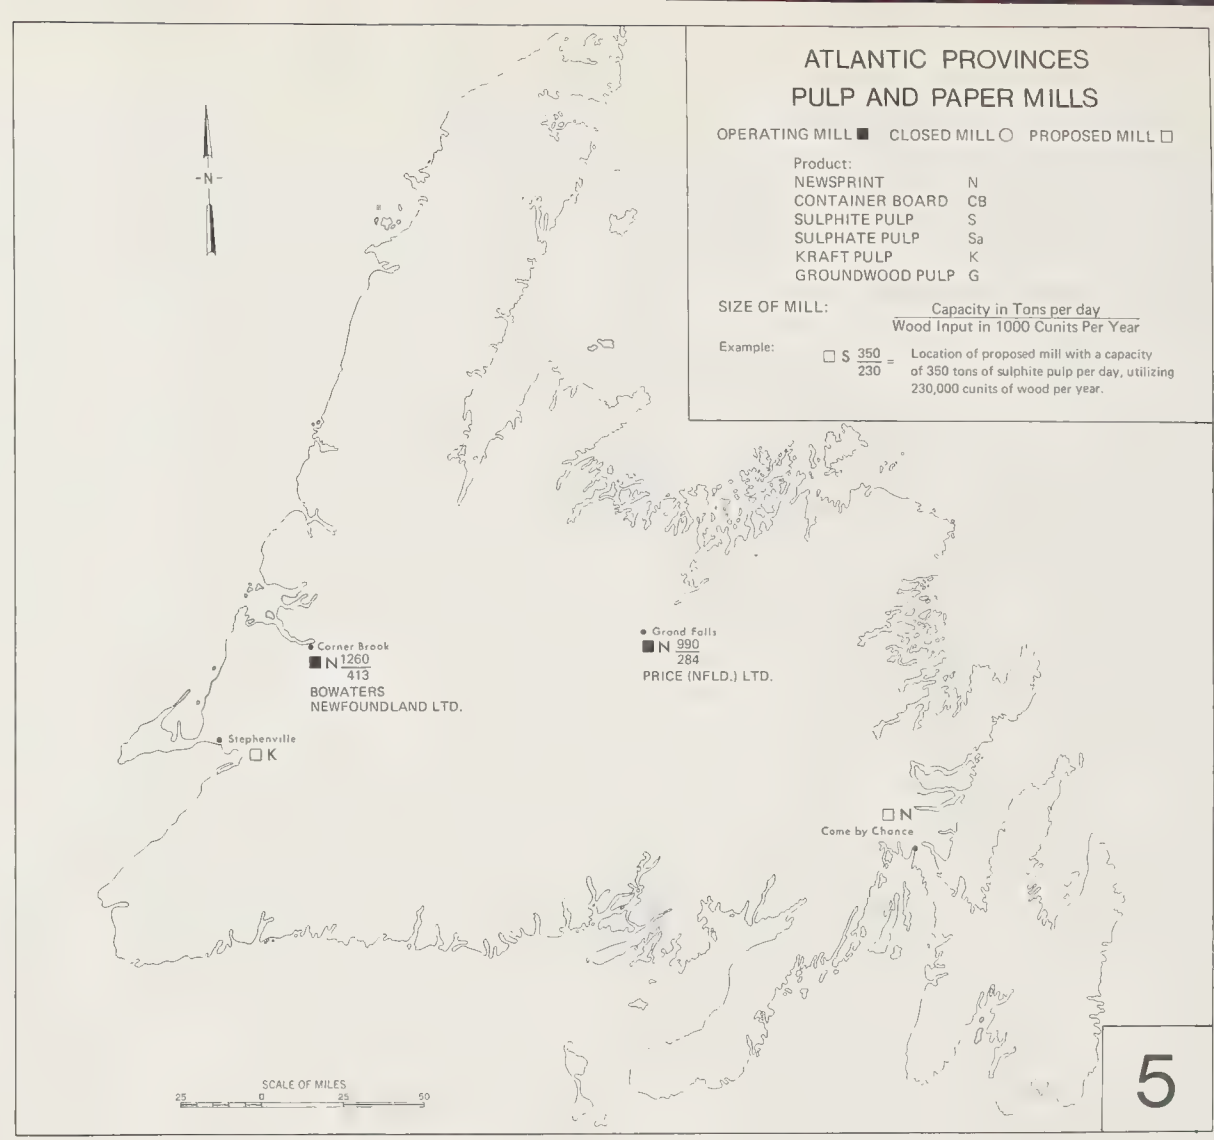 ATLANTIC PROVINCES
PULP AND PAPER MILLS
OPERATING MILL ■ CLOSED MILL ○ PROPOSED MILL □
Product:
NEWSPRINT N
CONTAINER BOARD CB
SULPHITE PULP S
SULPHATE PULP Sa
KRAFT PULP K
GROUNDWOOD PULP G
SIZE OF MILL: Capacity in Tons per day
Wood Input in 1000 Cunits Per Year
Example: □ S 350 = Location of proposed mill with a capacity
230 of 350 tons of sulphite pulp per day, utilizing
230,000 cunits of wood per year.
-N-
Corner Brook
■ N 1260
413
BOWATERS
NEWFOUNDLAND LTD.
Grand Falls
■ N 990
284
PRICE (NFLD.) LTD.
Stephenville
□ K
□ N
Come by Chance
SCALE OF MILES
25 0 25 50
5